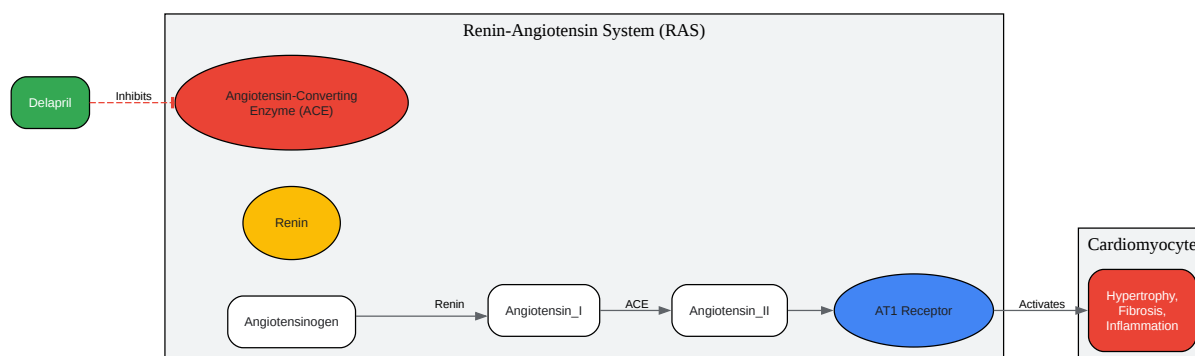 Renin-Angiotensin System (RAS)
Delapril
Inhibits
Angiotensin-Converting
Enzyme (ACE)
Renin
Angiotensinogen
Renin
Angiotensin_I
ACE
Angiotensin_II
AT1 Receptor
Activates
Cardiomyocyte
Hypertrophy,
Fibrosis,
Inflammation